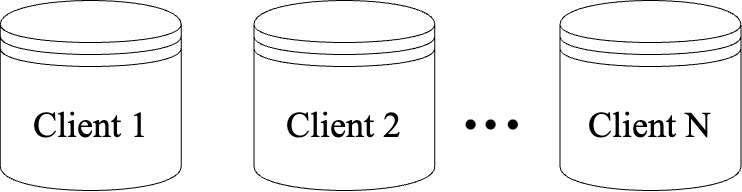 Client 1 Client 2 ••• Client N